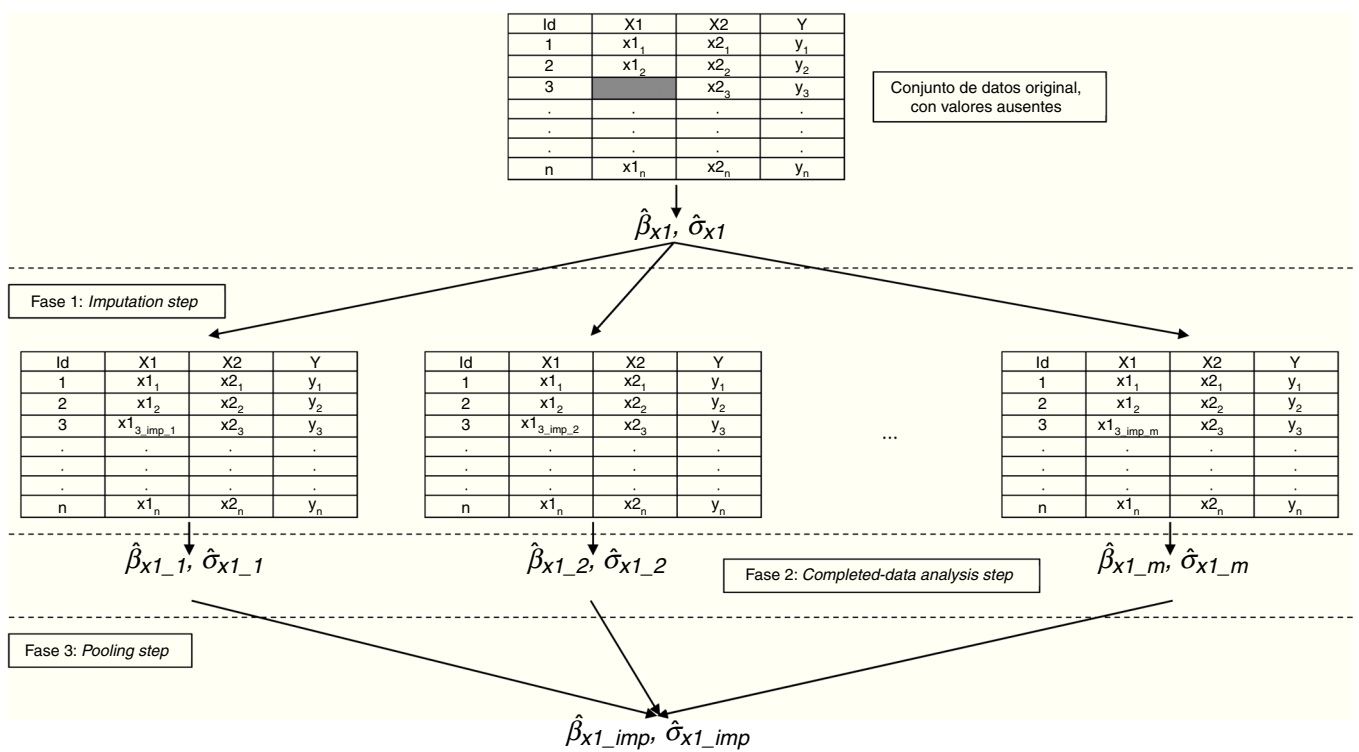 Id X1 X2 Y
1 x1₁ x2₁ y₁
2 x1₂ x2₂ y₂
3 x2₃ y₃
. . . .
. . . .
. . . .
n x1ₙ x2ₙ yₙ
Conjunto de datos original,
con valores ausentes
β̂x1, σ̂x1
Fase 1: Imputation step
Id X1 X2 Y
1 x1₁ x2₁ y₁
2 x1₂ x2₂ y₂
3 x1₃_imp_1 x2₃ y₃
. . . .
. . . .
. . . .
n x1ₙ x2ₙ yₙ
Id X1 X2 Y
1 x1₁ x2₁ y₁
2 x1₂ x2₂ y₂
3 x1₃_imp_2 x2₃ y₃
. . . .
. . . .
. . . .
n x1ₙ x2ₙ yₙ
...
Id X1 X2 Y
1 x1₁ x2₁ y₁
2 x1₂ x2₂ y₂
3 x1₃_imp_m x2₃ y₃
. . . .
. . . .
. . . .
n x1ₙ x2ₙ yₙ
β̂x1_1, σ̂x1_1
β̂x1_2, σ̂x1_2
Fase 2: Completed-data analysis step
β̂x1_m, σ̂x1_m
Fase 3: Pooling step
β̂x1_imp, σ̂x1_imp